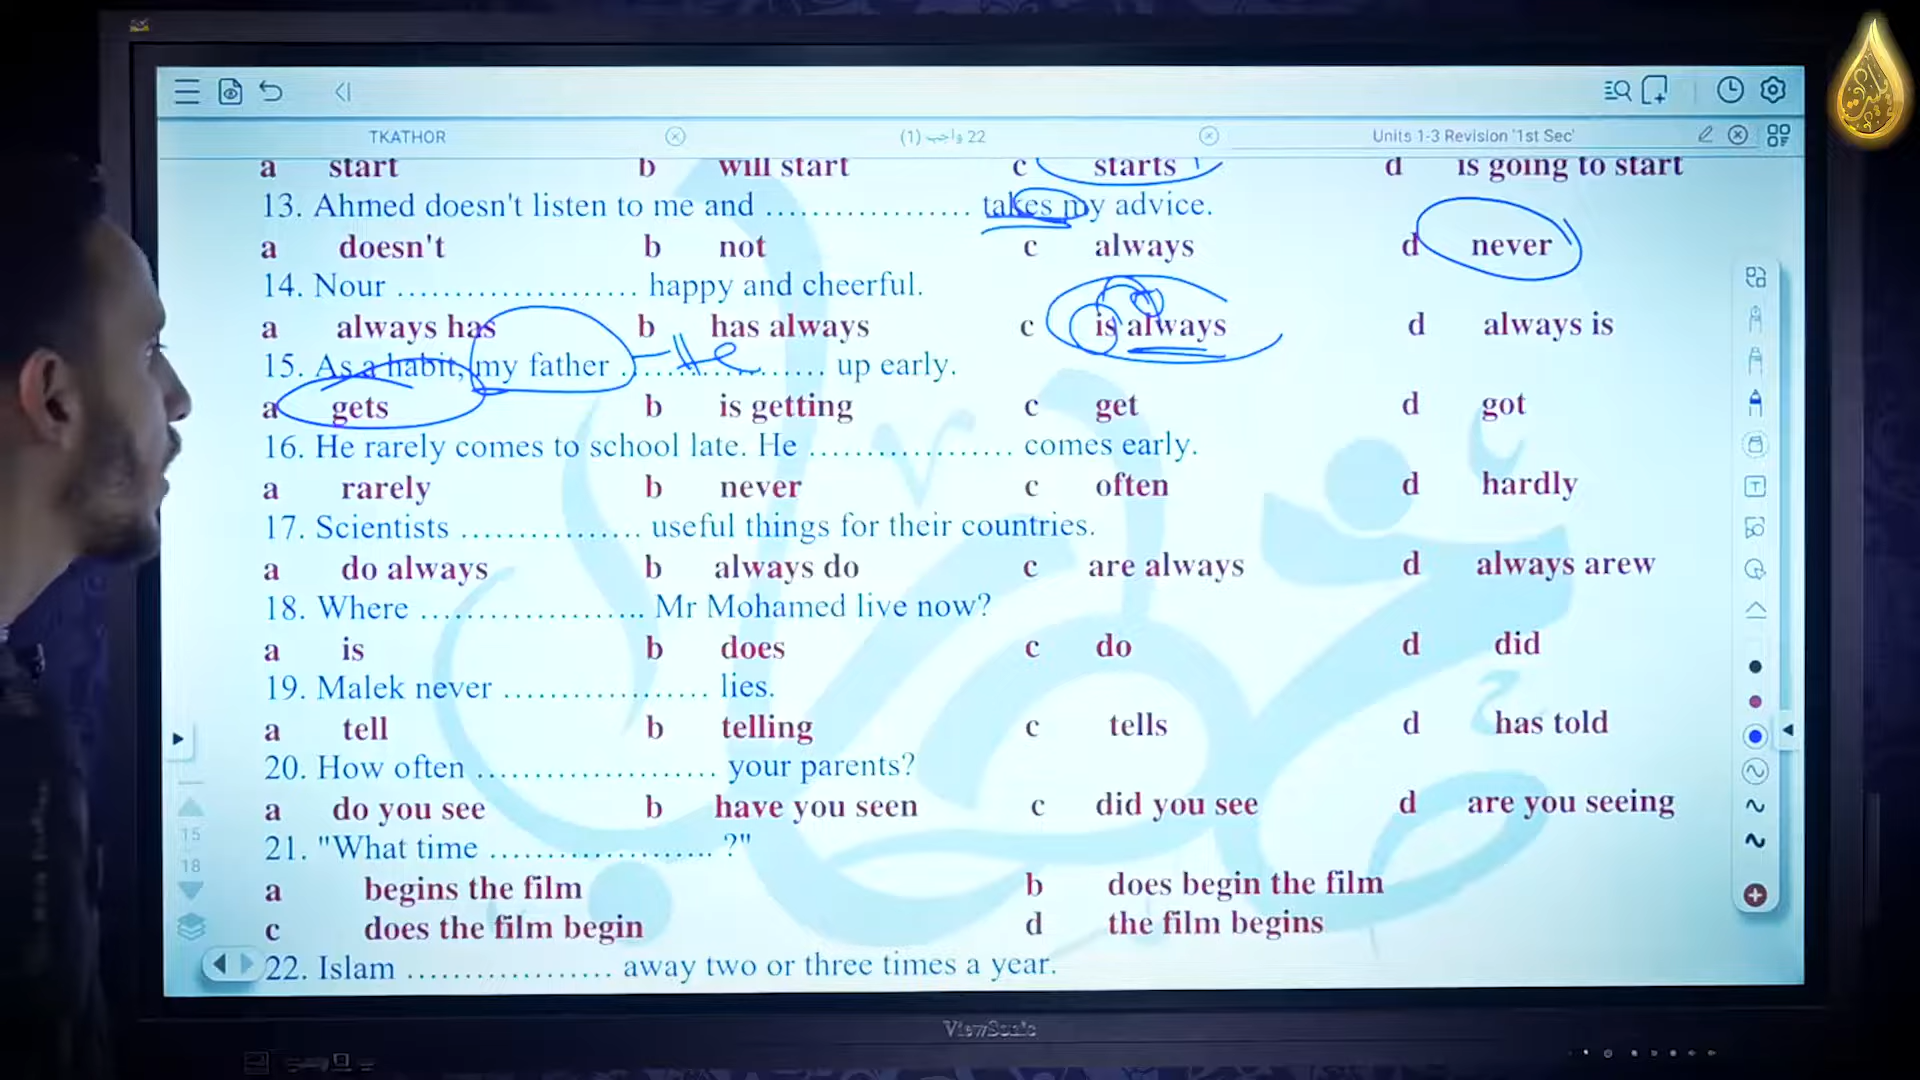 TKATHOR
22 واجب (1)
Units 1-3 Revision '1st Sec'
a start b will start c starts d is going to start
13. Ahmed doesn't listen to me and .................. takes my advice.
a doesn't b not c always d never
14. Nour ..................... happy and cheerful.
a always has b has always c is always d always is
15. As a habit, my father .................. up early.
He
a gets b is getting c get d got
16. He rarely comes to school late. He .................. comes early.
a rarely b never c often d hardly
17. Scientists ................ useful things for their countries.
a do always b always do c are always d always arew
18. Where .................... Mr Mohamed live now?
a is b does c do d did
19. Malek never .................. lies.
a tell b telling c tells d has told
20. How often ..................... your parents?
a do you see b have you seen c did you see d are you seeing
21. "What time .................... ?"
a begins the film b does begin the film
c does the film begin d the film begins
22. Islam .................. away two or three times a year.
15
18
ViewSonic